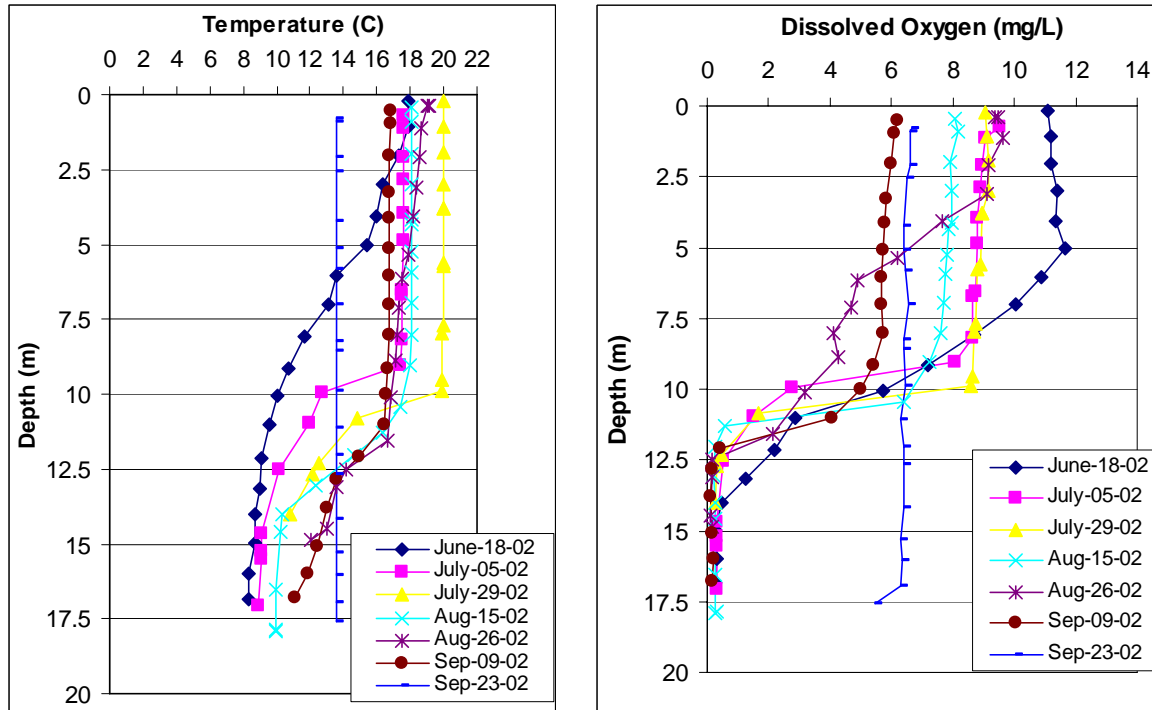 Temperature (C)
0 2 4 6 8 10 12 14 16 18 20 22
0
2.5
5
7.5
10
12.5
15
17.5
20
Depth (m)
June-18-02
July-05-02
July-29-02
Aug-15-02
Aug-26-02
Sep-09-02
Sep-23-02
Dissolved Oxygen (mg/L)
0 2 4 6 8 10 12 14
0
2.5
5
7.5
10
12.5
15
17.5
20
Depth (m)
June-18-02
July-05-02
July-29-02
Aug-15-02
Aug-26-02
Sep-09-02
Sep-23-02